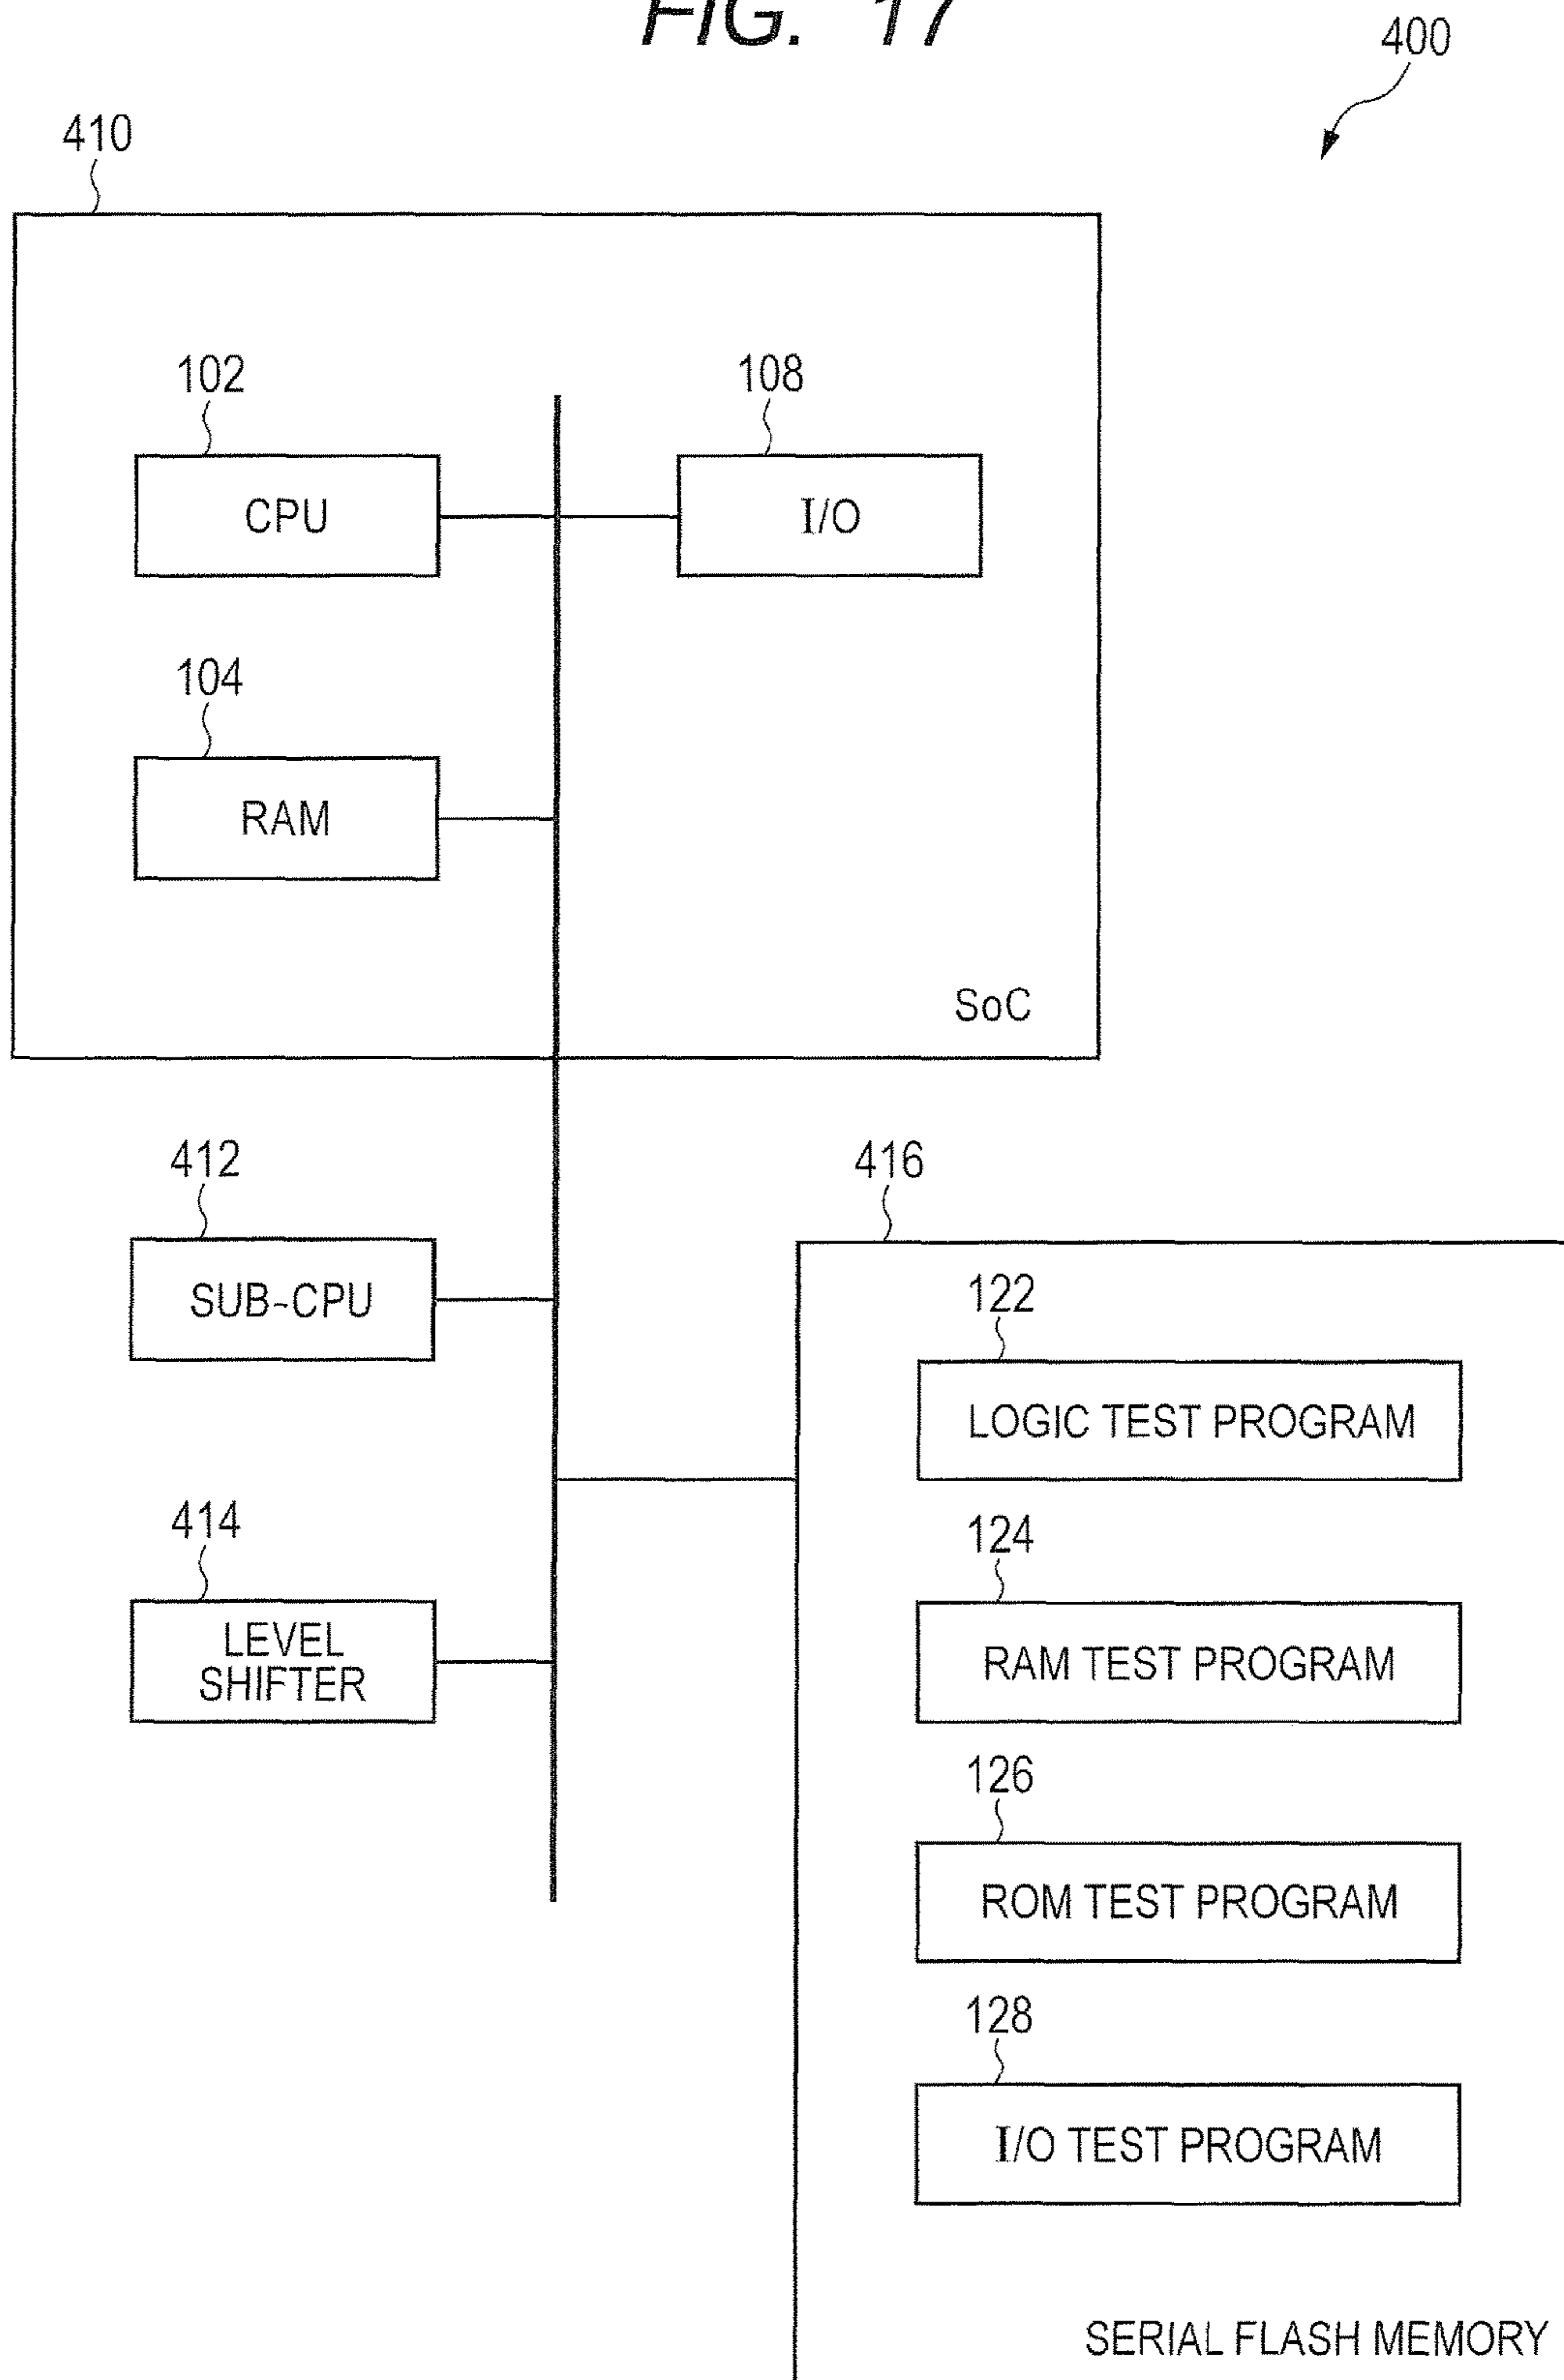 FIG. 17
400
410
102
108
CPU
I/O
104
RAM
SoC
412
416
SUB-CPU
122
LOGIC TEST PROGRAM
414
124
LEVEL
SHIFTER
RAM TEST PROGRAM
126
ROM TEST PROGRAM
128
I/O TEST PROGRAM
SERIAL FLASH MEMORY